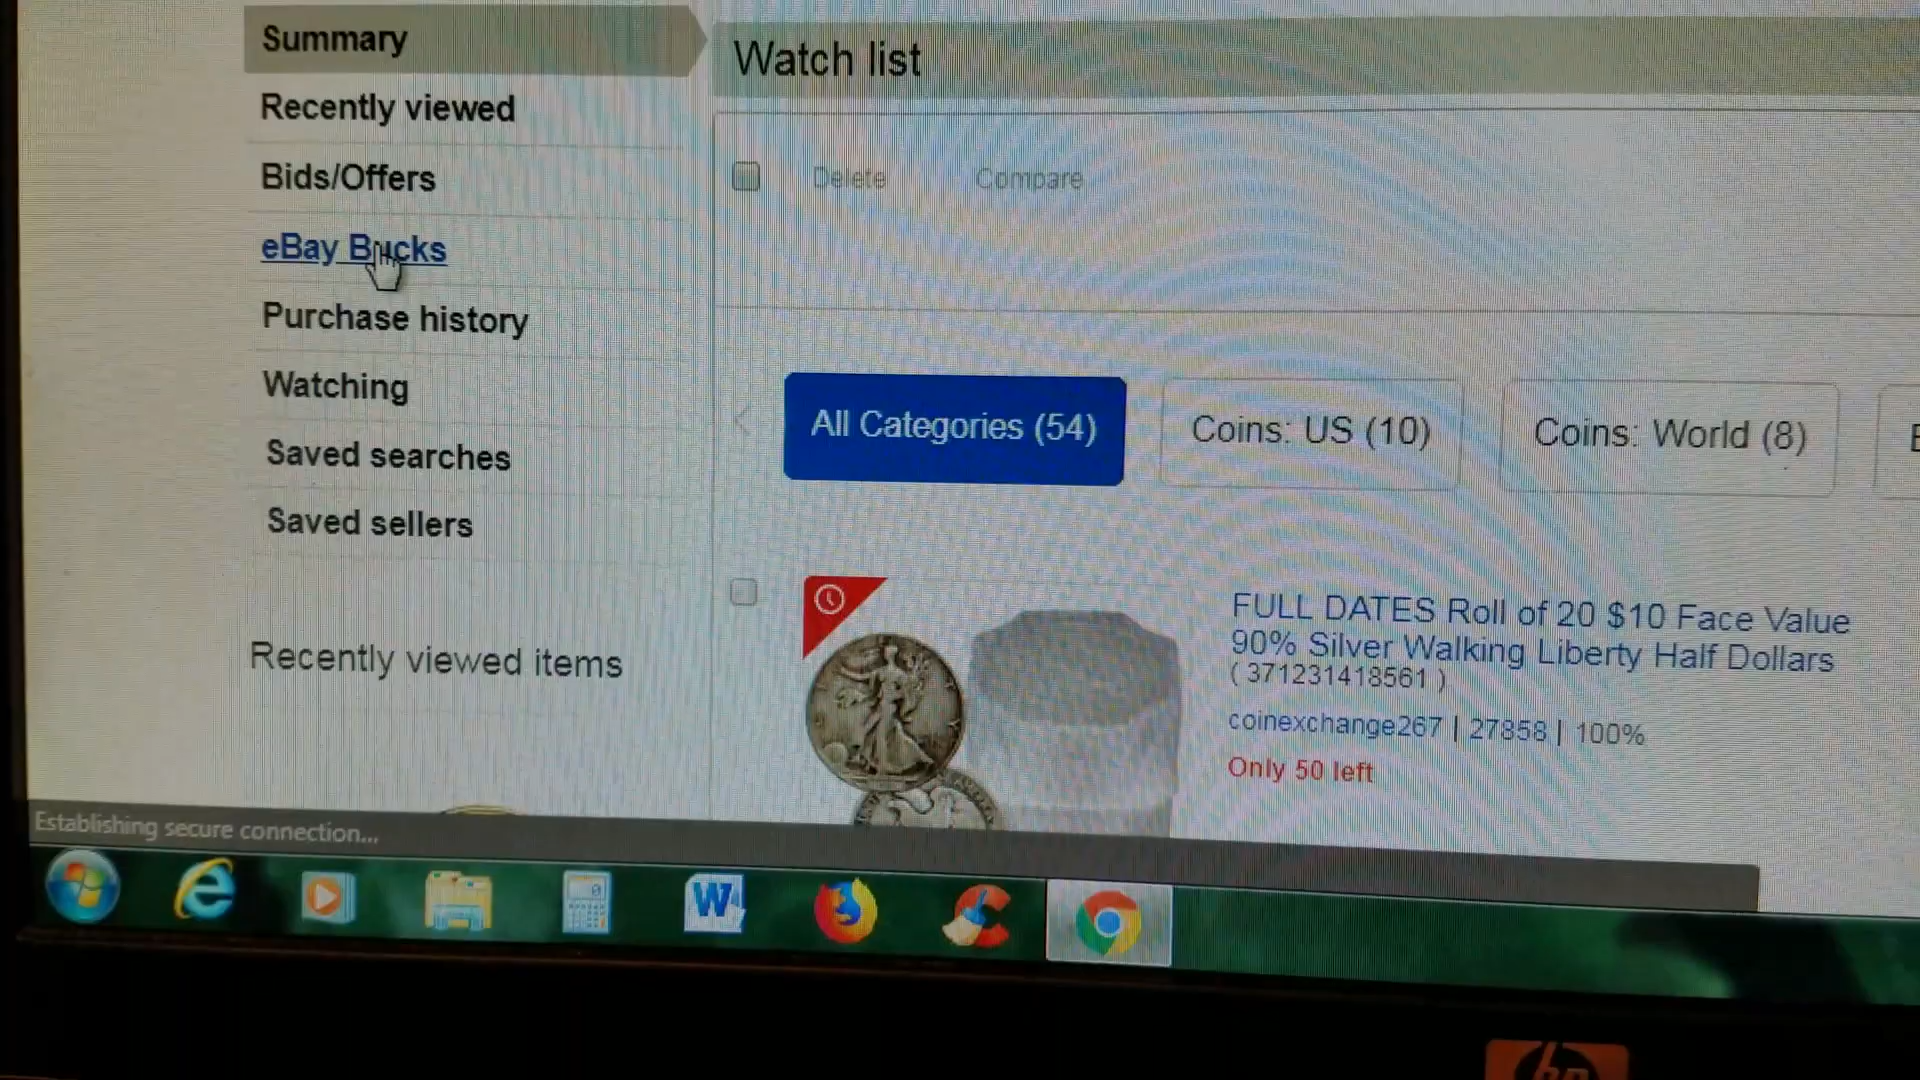 Summary
Recently viewed
Bids/Offers
eBay Bucks
Purchase history
Watching
Saved searches
Saved sellers
Recently viewed items
Watch list
Delete
Compare
All Categories (54)
Coins: US (10)
Coins: World (8)
FULL DATES Roll of 20 $10 Face Value
90% Silver Walking Liberty Half Dollars
( 371231418561 )
coinexchange267 | 27858 | 100%
Only 50 left
Establishing secure connection...
W
hp